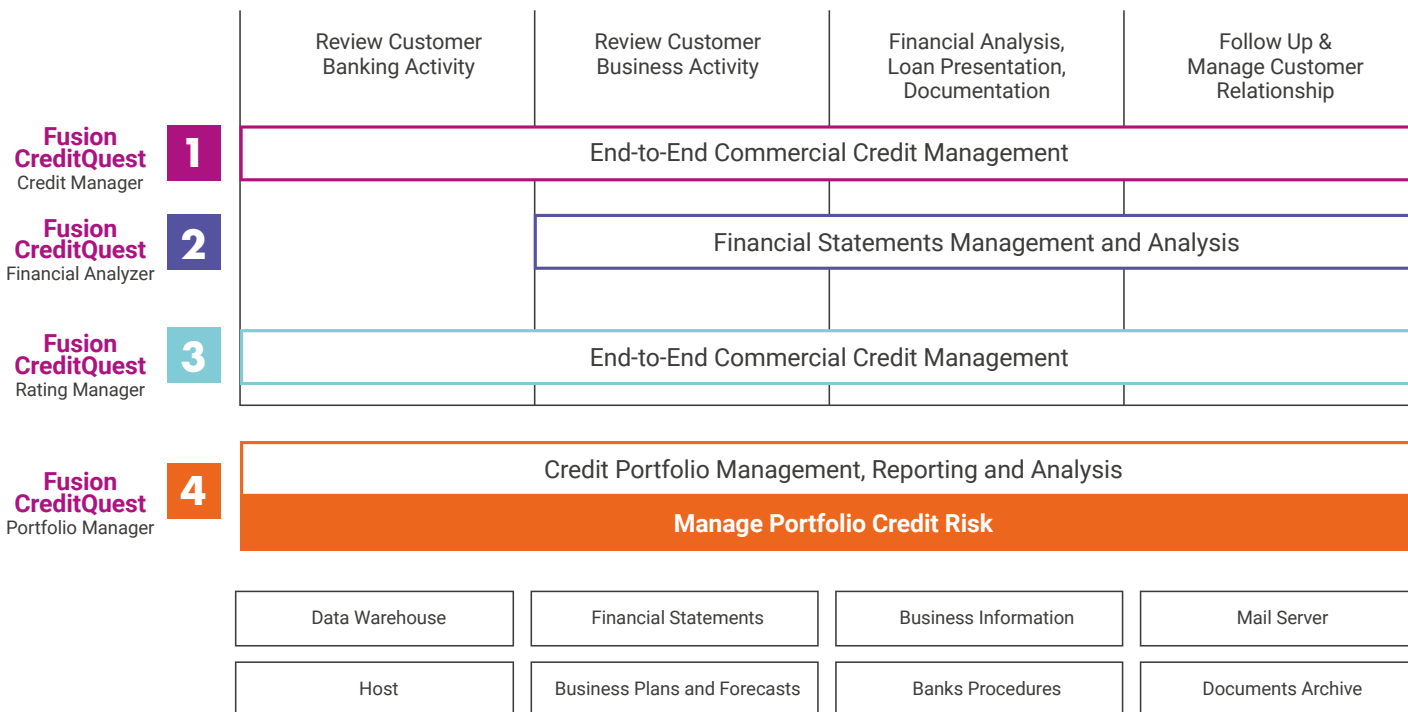 Review Customer
Banking Activity
Review Customer
Business Activity
Financial Analysis,
Loan Presentation,
Documentation
Follow Up &
Manage Customer
Relationship
Fusion
CreditQuest
Credit Manager
1
End-to-End Commercial Credit Management
Fusion
CreditQuest
Financial Analyzer
2
Financial Statements Management and Analysis
Fusion
CreditQuest
Rating Manager
3
End-to-End Commercial Credit Management
Fusion
CreditQuest
Portfolio Manager
4
Credit Portfolio Management, Reporting and Analysis
Manage Portfolio Credit Risk
Data Warehouse
Financial Statements
Business Information
Mail Server
Host
Business Plans and Forecasts
Banks Procedures
Documents Archive